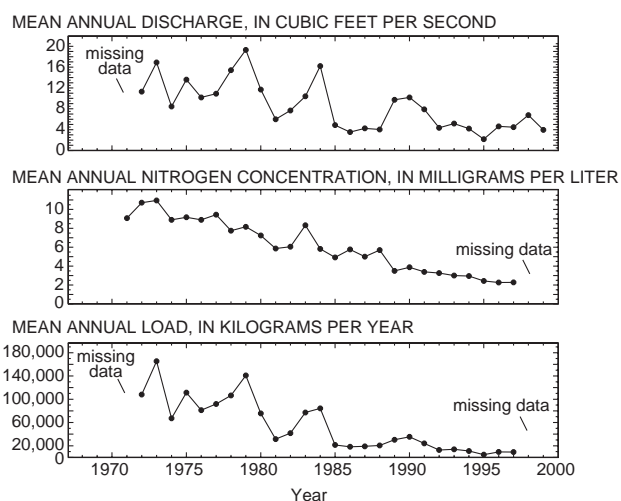 MEAN ANNUAL DISCHARGE, IN CUBIC FEET PER SECOND
20
16
12
8
4
0
missing
data
MEAN ANNUAL NITROGEN CONCENTRATION, IN MILLIGRAMS PER LITER
10
8
6
4
2
0
missing data
MEAN ANNUAL LOAD, IN KILOGRAMS PER YEAR
180,000
140,000
100,000
60,000
20,000
missing
data
missing data
1970 1975 1980 1985 1990 1995 2000
Year